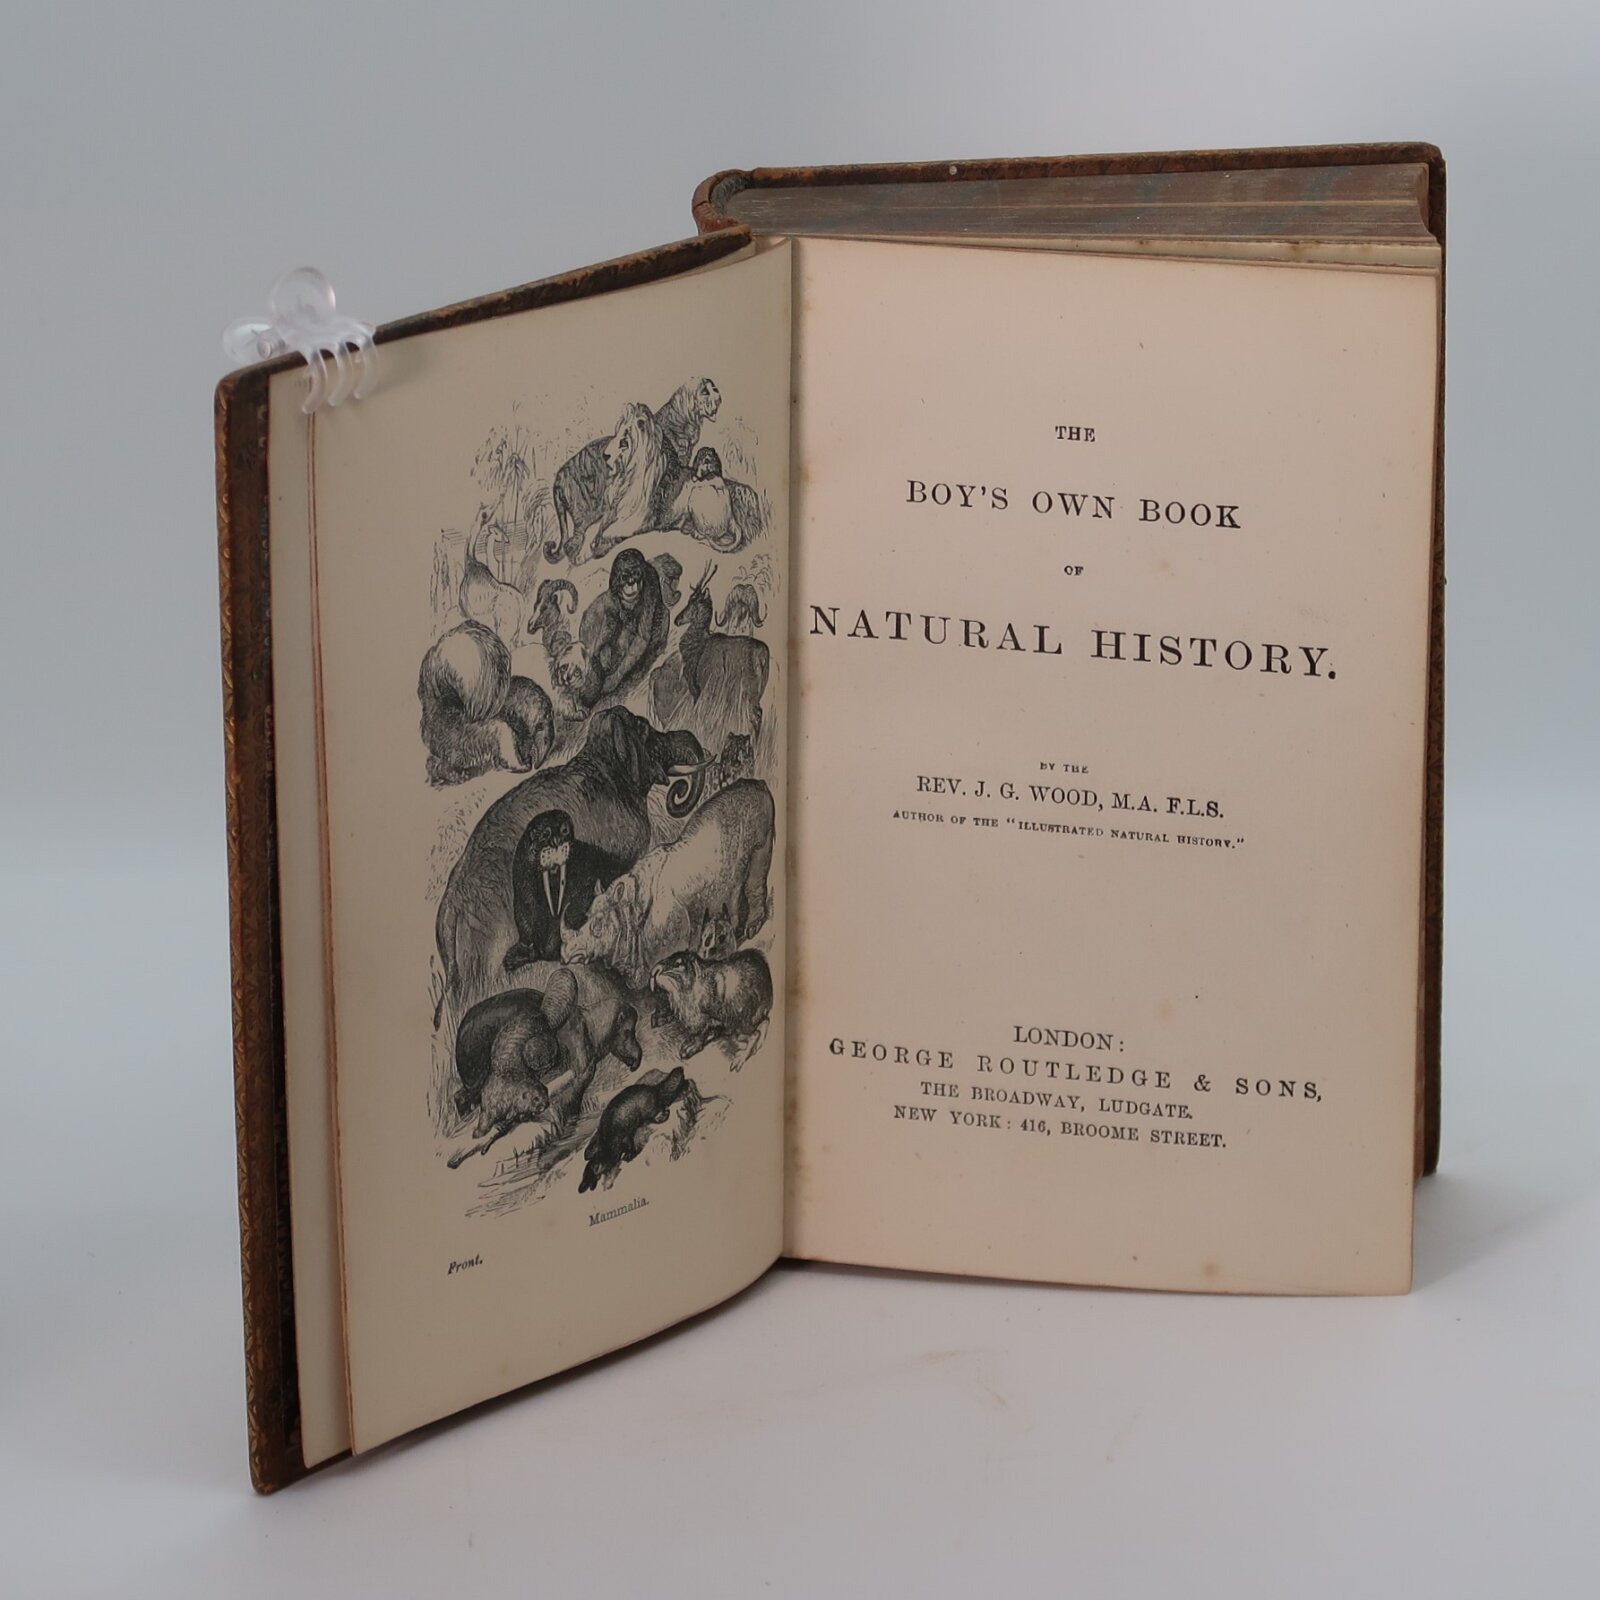 Mammalia.
Front.
THE
BOY'S OWN BOOK
OF
NATURAL HISTORY.
BY THE
REV. J. G. WOOD, M.A. F.L.S.
AUTHOR OF THE "ILLUSTRATED NATURAL HISTORY."
LONDON:
GEORGE ROUTLEDGE & SONS,
THE BROADWAY, LUDGATE.
NEW YORK: 416, BROOME STREET.